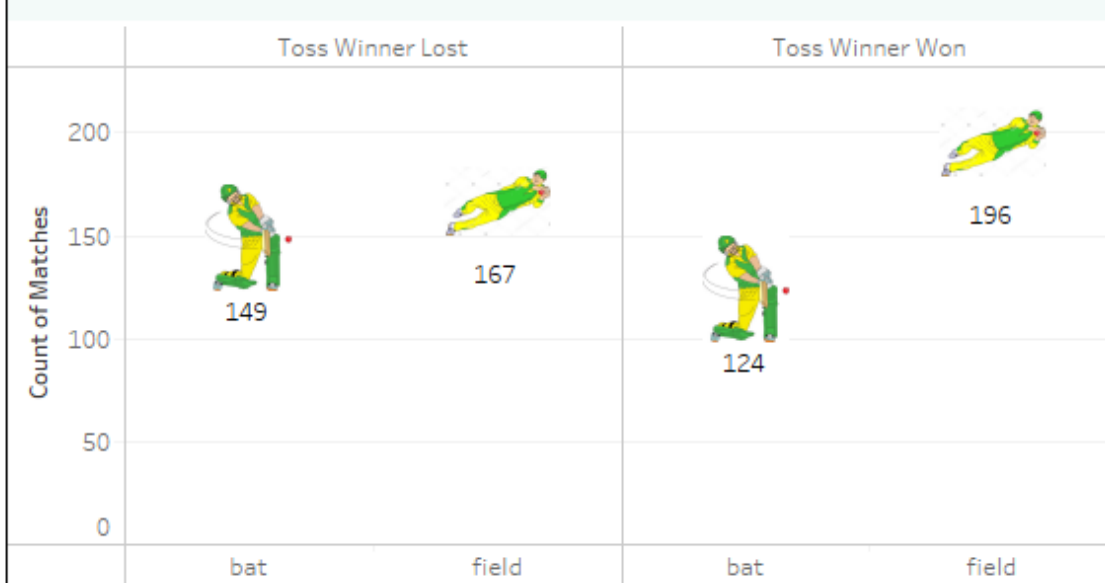 Toss Winner Lost
Toss Winner Won
Count of Matches
200
150
100
50
0
149
167
124
196
bat
field
bat
field